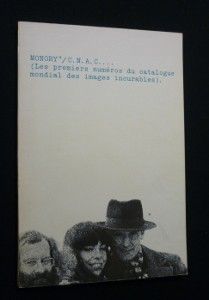 MONORY"/C.N.A.C....
(Les premiers numéros du catalogue
mondial des images incurables).